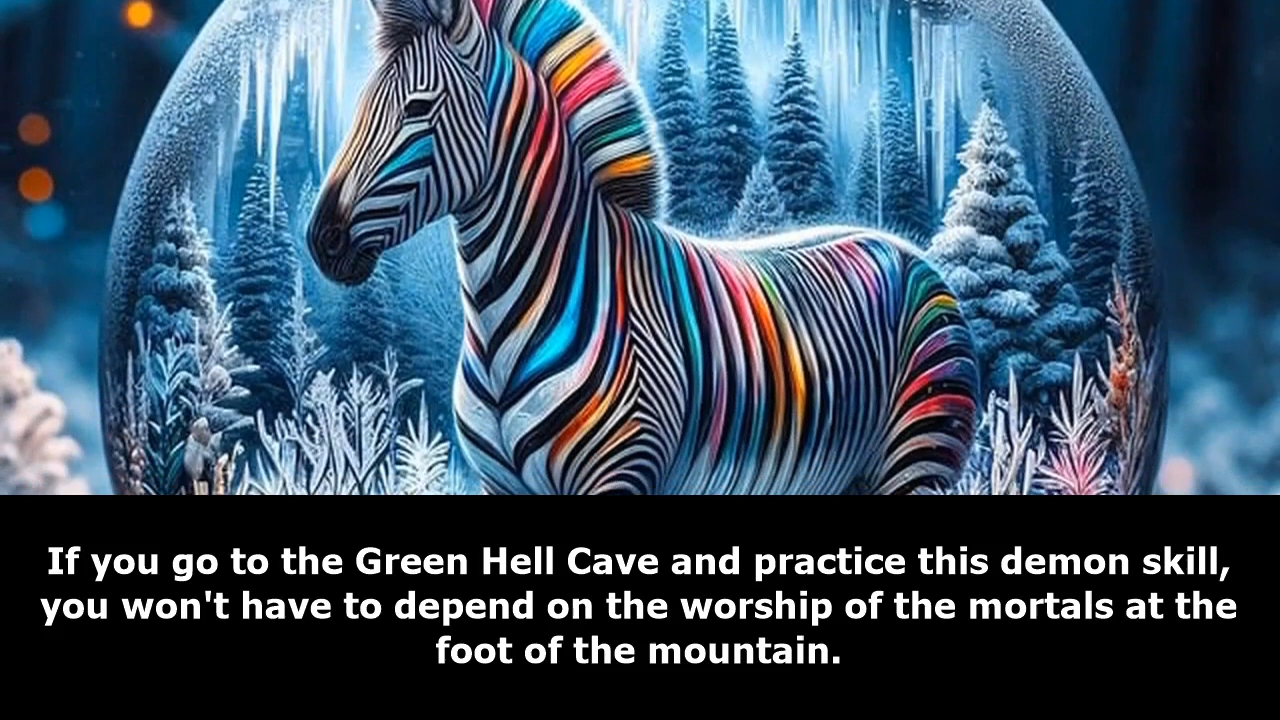 If you go to the Green Hell Cave and practice this demon skill,
you won't have to depend on the worship of the mortals at the
foot of the mountain.